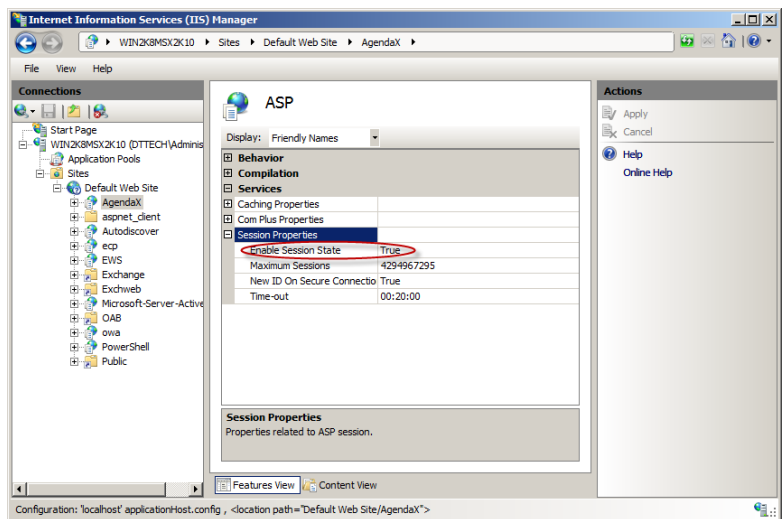 Internet Information Services (IIS) Manager
WIN2K8MSX2K10 Sites Default Web Site AgendaX
File View Help
Connections
Start Page
WIN2K8MSX2K10 (DTTECH\Adminis
Application Pools
Sites
Default Web Site
AgendaX
aspnet_client
Autodiscover
ecp
EWS
Exchange
Exchweb
Microsoft-Server-Active
OAB
owa
PowerShell
Public
ASP
Display: Friendly Names
Behavior
Compilation
Services
Caching Properties
Com Plus Properties
Session Properties
Enable Session State True
Maximum Sessions 4294967295
New ID On Secure Connectio True
Time-out 00:20:00
Session Properties
Properties related to ASP session.
Features View Content View
Actions
Apply
Cancel
Help
Online Help
Configuration: 'localhost' applicationHost.config , <location path="Default Web Site/AgendaX">